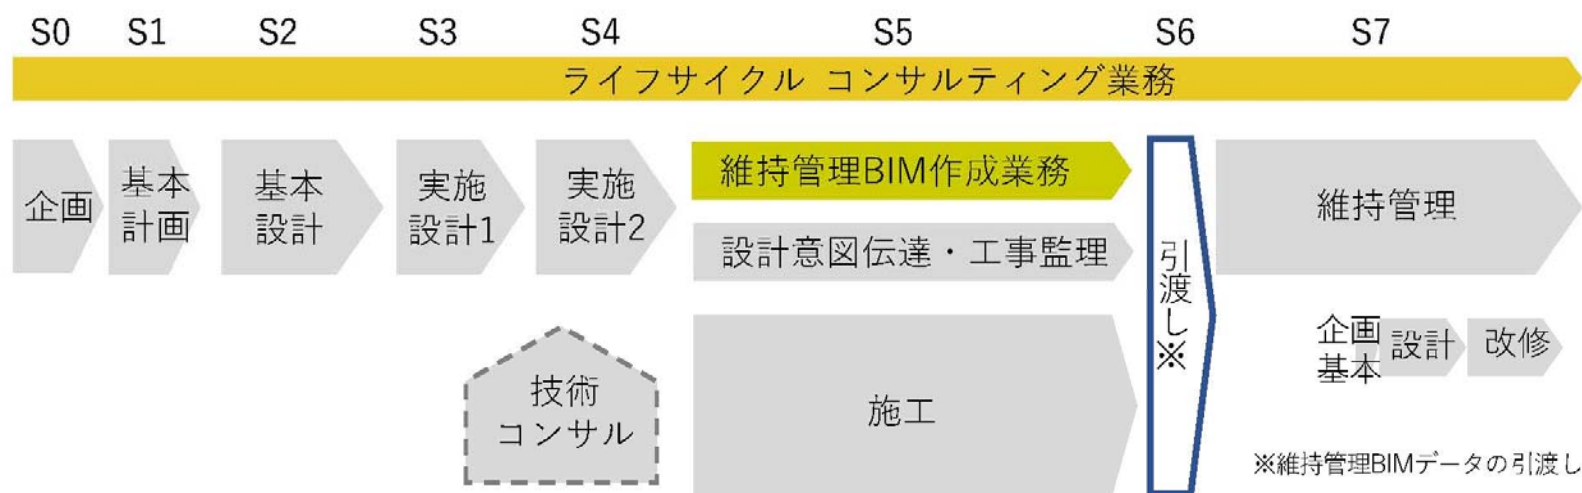 S0 S1 S2 S3 S4 S5 S6 S7
ライフサイクル コンサルティング業務
企画
基本
計画
基本
設計
実施
設計1
実施
設計2
維持管理BIM作成業務
設計意図伝達・工事監理
施工
技術
コンサル
引渡し※
維持管理
企画
基本
設計
改修
※維持管理BIMデータの引渡し